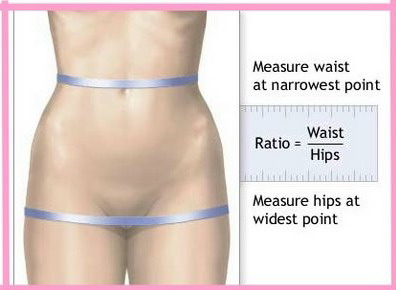 Measure waist
at narrowest point
Ratio = Waist
Hips
Measure hips at
widest point